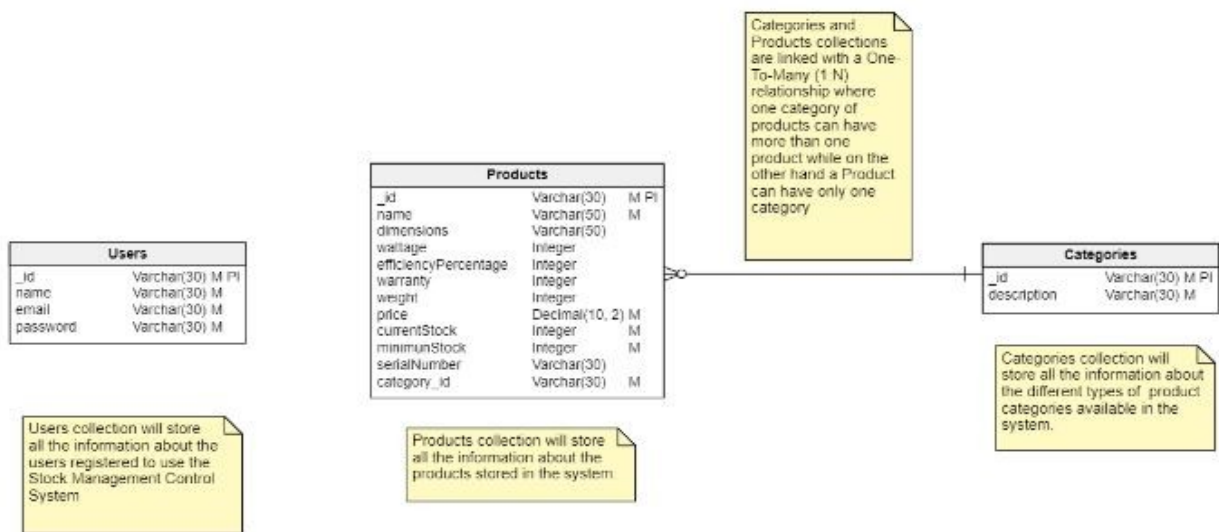 Categories and
Products collections
are linked with a One-
To-Many (1 N)
relationship where
one category of
products can have
more than one
product while on the
other hand a Product
can have only one
category
Products
_id Varchar(30) M PI
name Varchar(50) M
dimensions Varchar(50)
wattage Integer
efficiencyPercentage Integer
warranty Integer
weight Integer
price Decimal(10, 2) M
currentStock Integer M
minimunStock Integer M
serialNumber Varchar(30)
category_id Varchar(30) M
Users
_id Varchar(30) M PI
name Varchar(30) M
email Varchar(30) M
password Varchar(30) M
Categories
_id Varchar(30) M PI
description Varchar(30) M
Users collection will store
all the information about the
users registered to use the
Stock Management Control
System
Products collection will store
all the information about the
products stored in the system
Categories collection will
store all the information about
the different types of product
categories available in the
system.